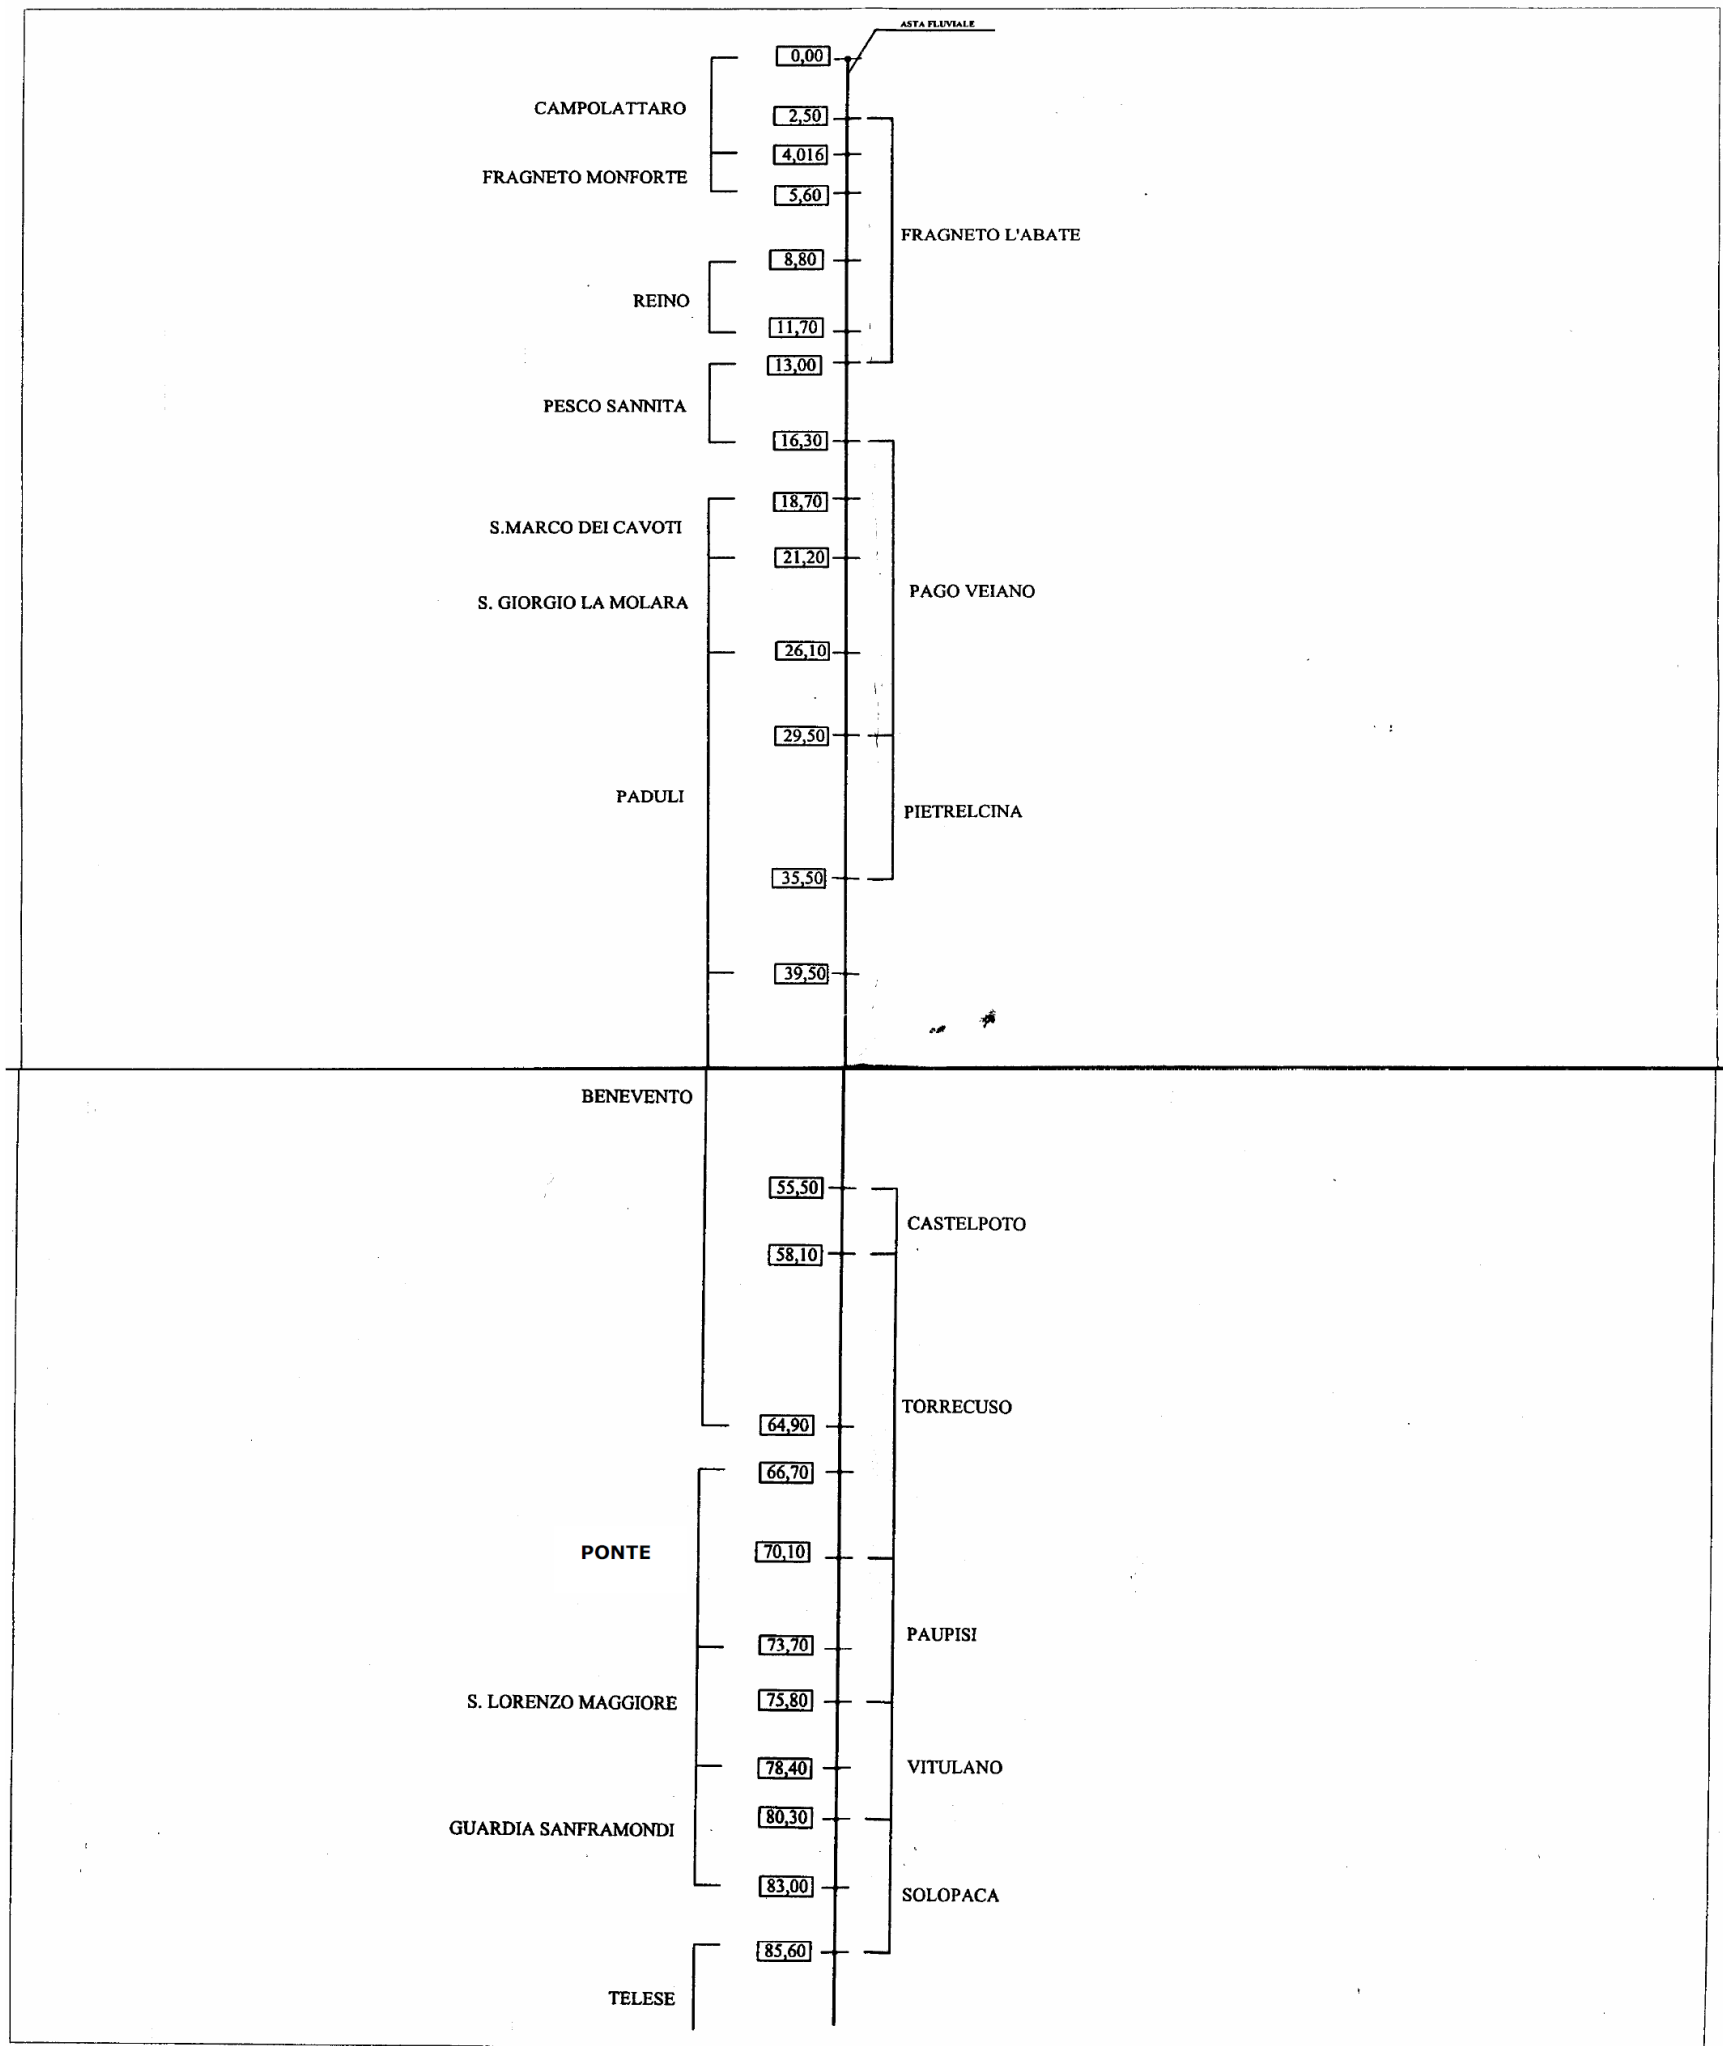 ASTA FLUVIALE
0,00
CAMPOLATTARO
2,50
4,016
FRAGNETO MONFORTE
5,60
FRAGNETO L'ABATE
8,80
REINO
11,70
13,00
PESCO SANNITA
16,30
18,70
S.MARCO DEI CAVOTI
21,20
PAGO VEIANO
S. GIORGIO LA MOLARA
26,10
29,50
PADULI
PIETRELCINA
35,50
39,50
BENEVENTO
55,50
CASTELPOTO
58,10
TORRECUSO
64,90
66,70
PONTE
70,10
PAUPISI
73,70
S. LORENZO MAGGIORE
75,80
78,40
VITULANO
80,30
GUARDIA SANFRAMONDI
83,00
SOLOPACA
85,60
TELESE